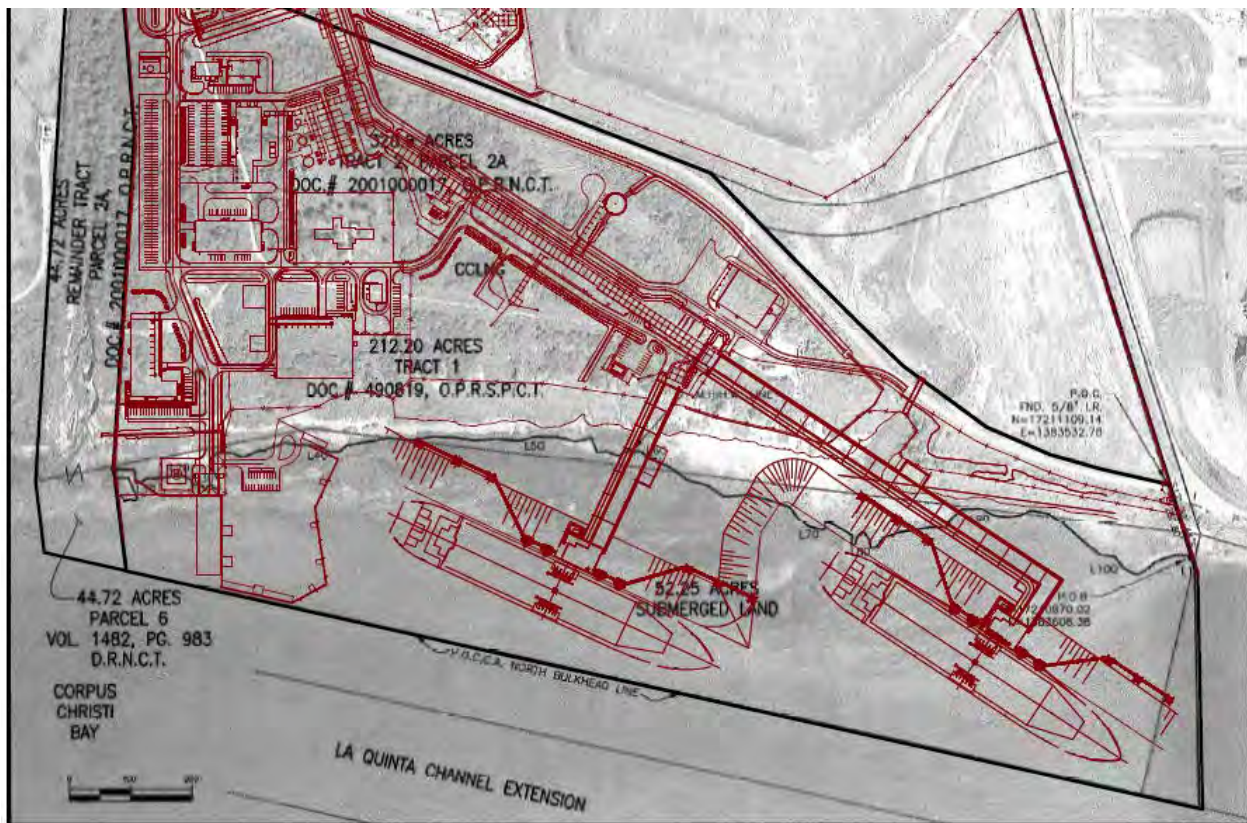 ACRES
TRACT 2, PARCEL 2A
DOC.# 2001000017, O.P.R.N.C.T.
44.72 ACRES
REMAINDER TRACT
PARCEL 2A,
DOC.# 2001000017 O.P.R.N.C.T.
CCLNG
212.20 ACRES
TRACT 1
DOC.# 490819, O.P.R.S.P.C.T.
P.O.C.
FND. 5/8" I.R.
N=17211109.14
E=1383532.78
L50
L70
L100
52.25 ACRES
SUBMERGED LAND
P.O.B.
44.72 ACRES
PARCEL 6
VOL. 1482, PG. 983
D.R.N.C.T.
NORTH BULKHEAD LINE
CORPUS
CHRISTI
BAY
LA QUINTA CHANNEL EXTENSION
0